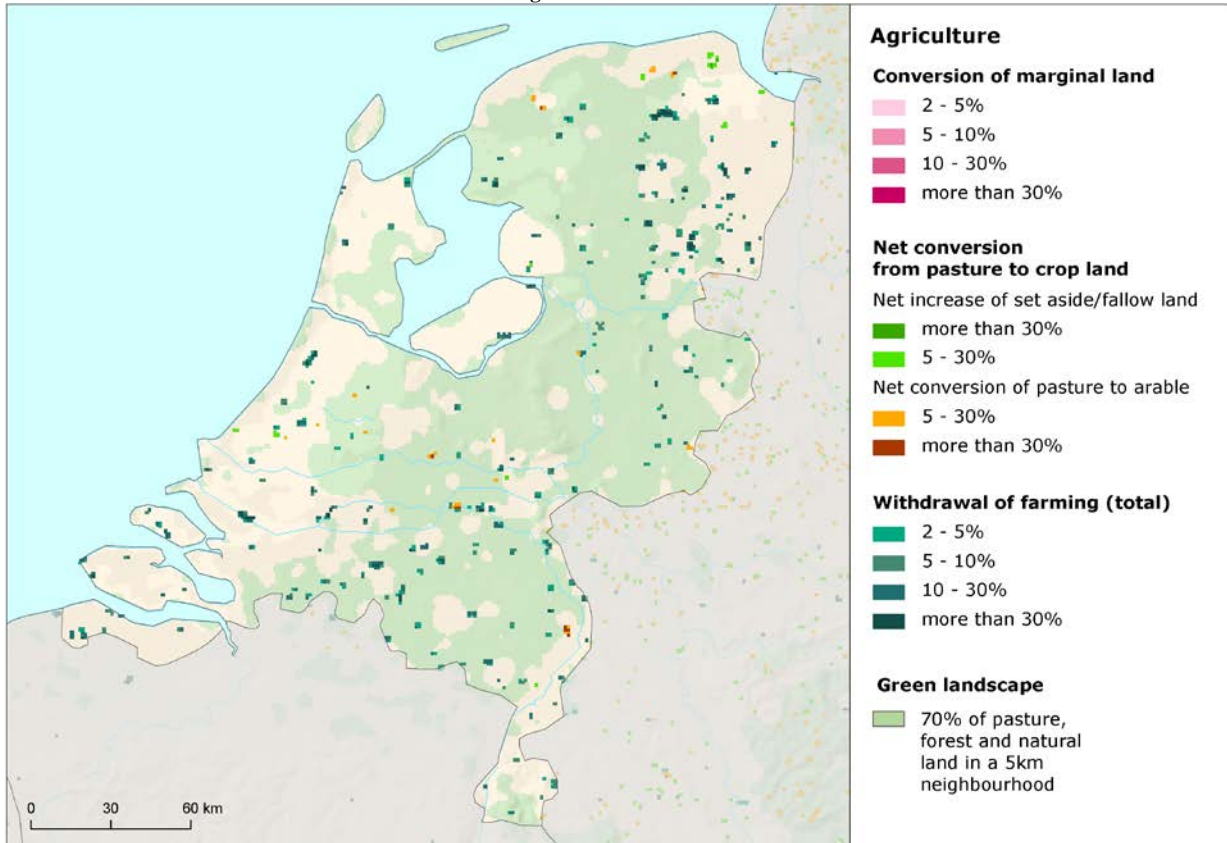 Agriculture
Conversion of marginal land
2 - 5%
5 - 10%
10 - 30%
more than 30%
Net conversion
from pasture to crop land
Net increase of set aside/fallow land
more than 30%
5 - 30%
Net conversion of pasture to arable
5 - 30%
more than 30%
Withdrawal of farming (total)
2 - 5%
5 - 10%
10 - 30%
more than 30%
Green landscape
70% of pasture,
forest and natural
land in a 5km
neighbourhood
0 30 60 km